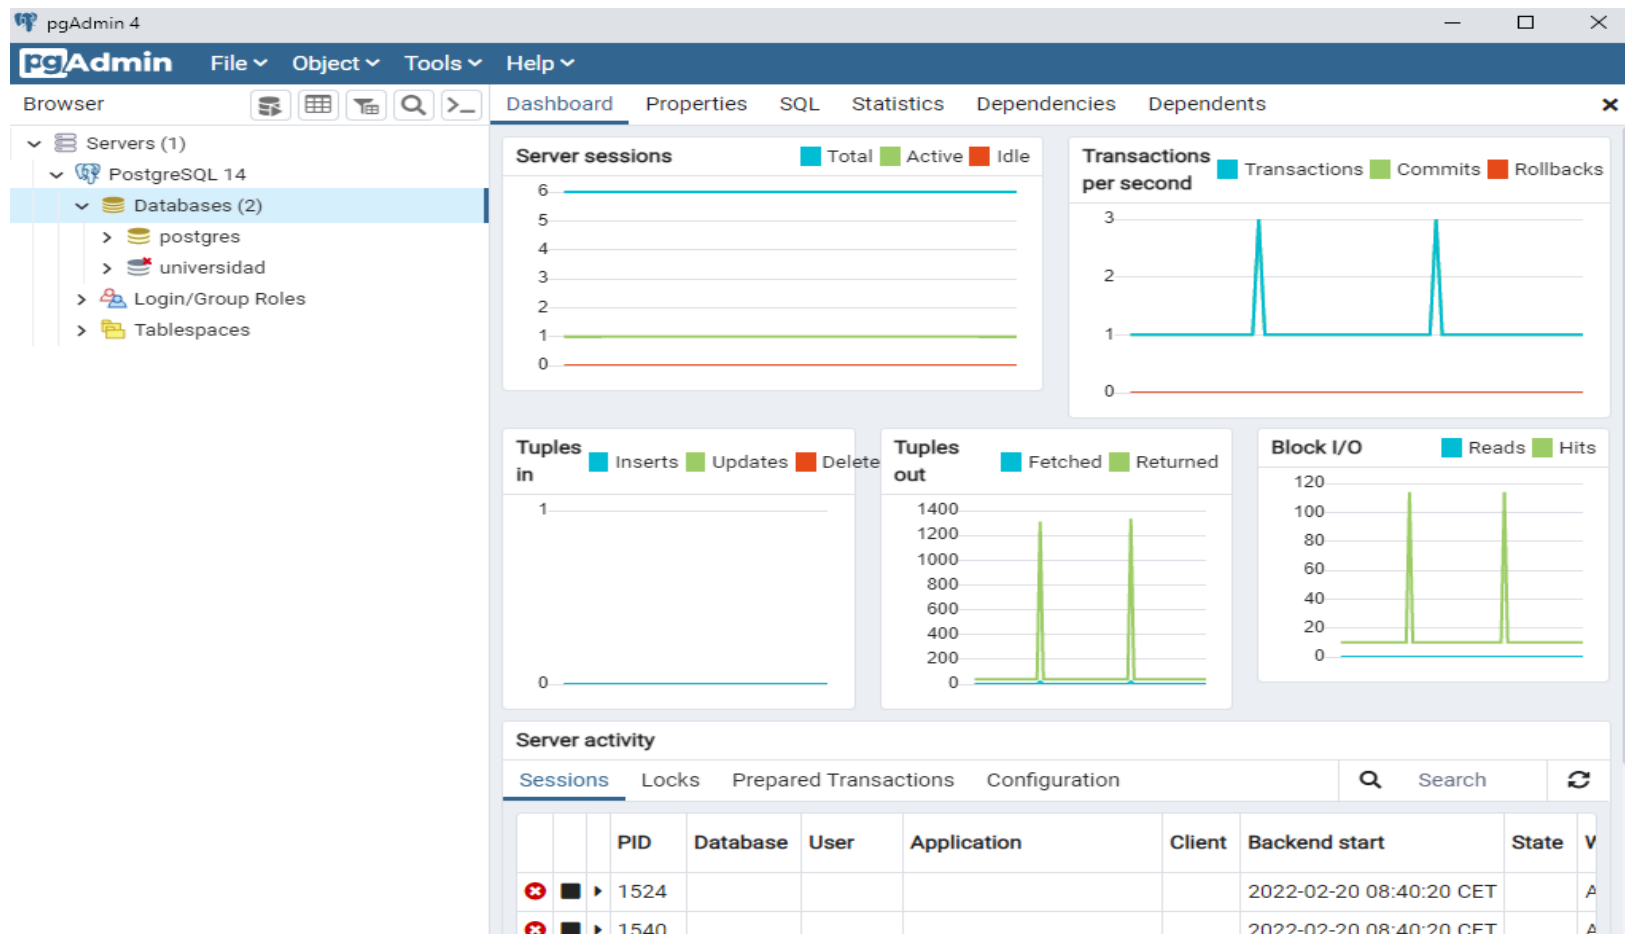 pgAdmin 4
pgAdmin File Object Tools Help
Browser
Dashboard Properties SQL Statistics Dependencies Dependents
Servers (1)
PostgreSQL 14
Databases (2)
postgres
universidad
Login/Group Roles
Tablespaces
Server sessions Total Active Idle
6
5
4
3
2
1
0
Transactions per second Transactions Commits Rollbacks
3
2
1
0
Tuples in Inserts Updates Delete
1
0
Tuples out Fetched Returned
1400
1200
1000
800
600
400
200
0
Block I/O Reads Hits
120
100
80
60
40
20
0
Server activity
Sessions Locks Prepared Transactions Configuration Search
PID Database User Application Client Backend start State
1524 2022-02-20 08:40:20 CET
1540 2022-02-20 08:40:20 CET